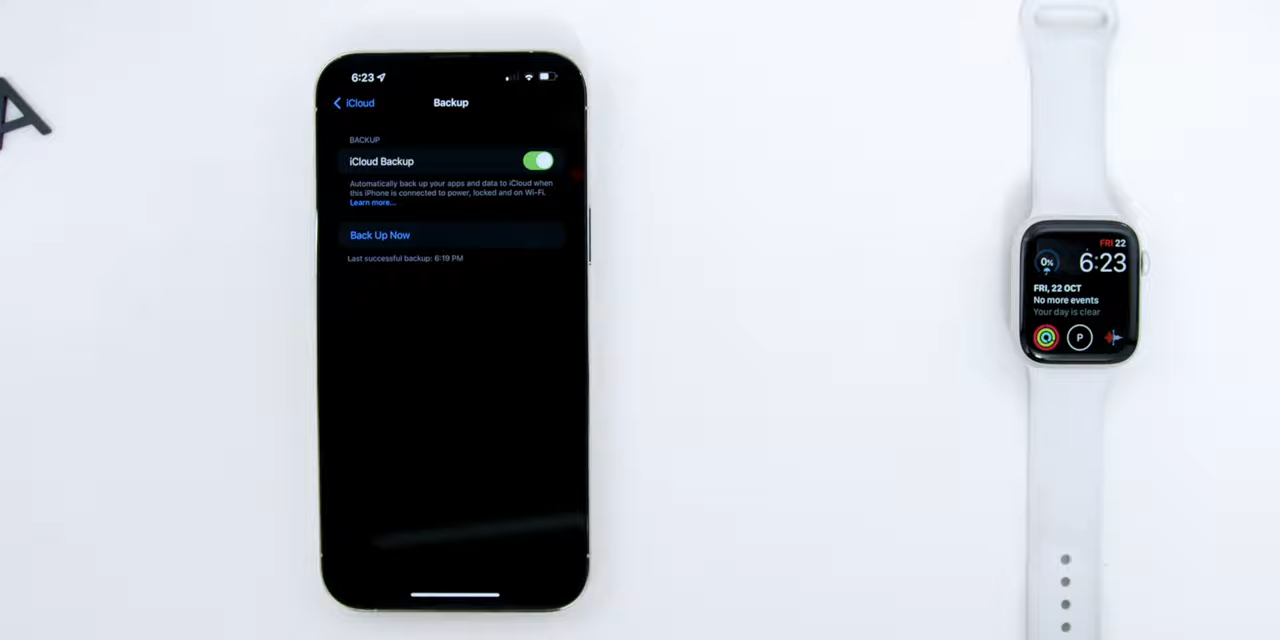 A
6:23
iCloud
Backup
BACKUP
iCloud Backup
Automatically back up your apps and data to iCloud when
this iPhone is connected to power, locked and on Wi-Fi.
Learn more...
Back Up Now
Last successful backup: 6:19 PM
FRI 22
0%
6:23
FRI, 22 OCT
No more events
Your day is clear
P